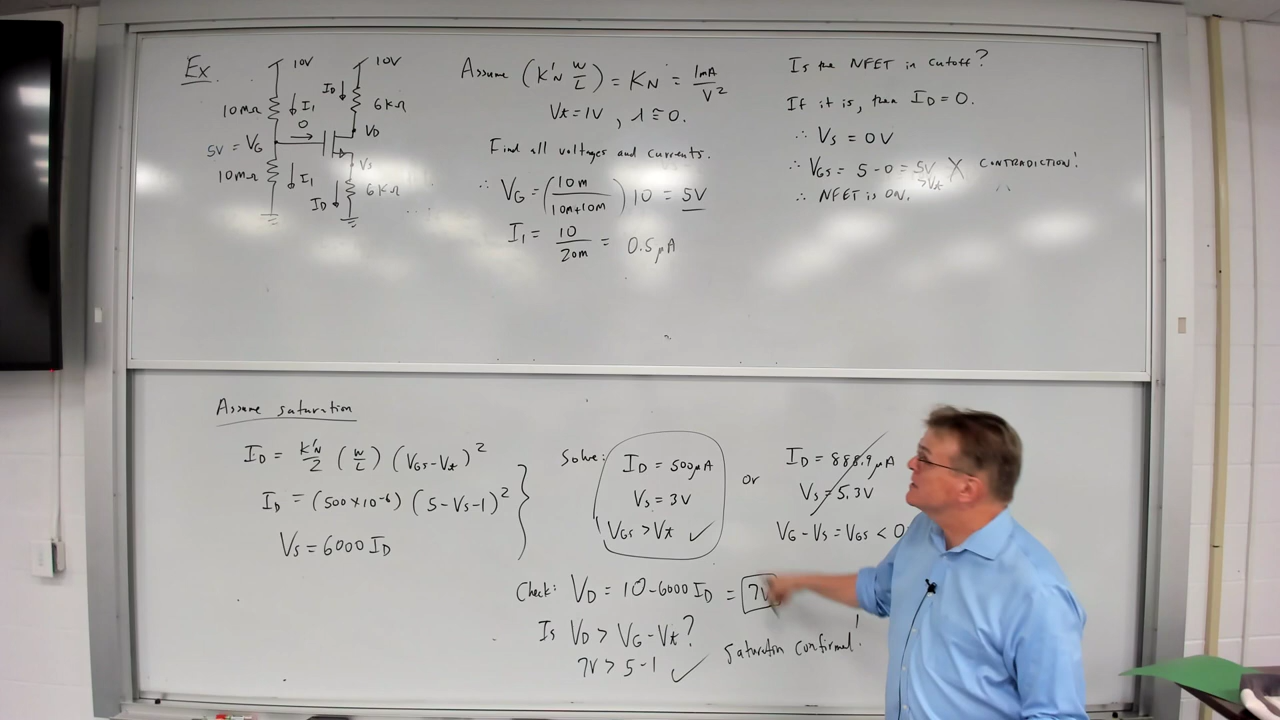 Ex.
10V
10V
I_D ↓
10MΩ
↓ I₁
6KΩ
0
V_D
5V = V_G
V_S
10MΩ
↓ I₁
6KΩ
I_D ↓
Assume (K'_N W/L) = K_N = 1mA/V²
V_t = 1V , λ ≅ 0.
Find all voltages and currents.
∴ V_G = (10M/(10M+10M)) 10 = 5V
I₁ = 10/20M = 0.5μA
Is the NFET in cutoff?
If it is, then I_D = 0.
∴ V_S = 0V
∴ V_GS = 5 - 0 = 5V X CONTRADICTION!
> V_t
∴ NFET is ON.
Assume saturation
I_D = K'_N/2 (W/L) (V_GS - V_t)²
I_D = (500×10⁻⁶) (5 - V_S - 1)²
V_S = 6000 I_D
Solve: I_D = 500μA
V_S = 3V
V_GS > V_t ✓
or
I_D = 888.9μA
V_S = 5.3V
V_G - V_S = V_GS < 0
Check: V_D = 10 - 6000 I_D = 7V
Is V_D > V_G - V_t?
7V > 5 - 1 ✓
saturation confirmed!